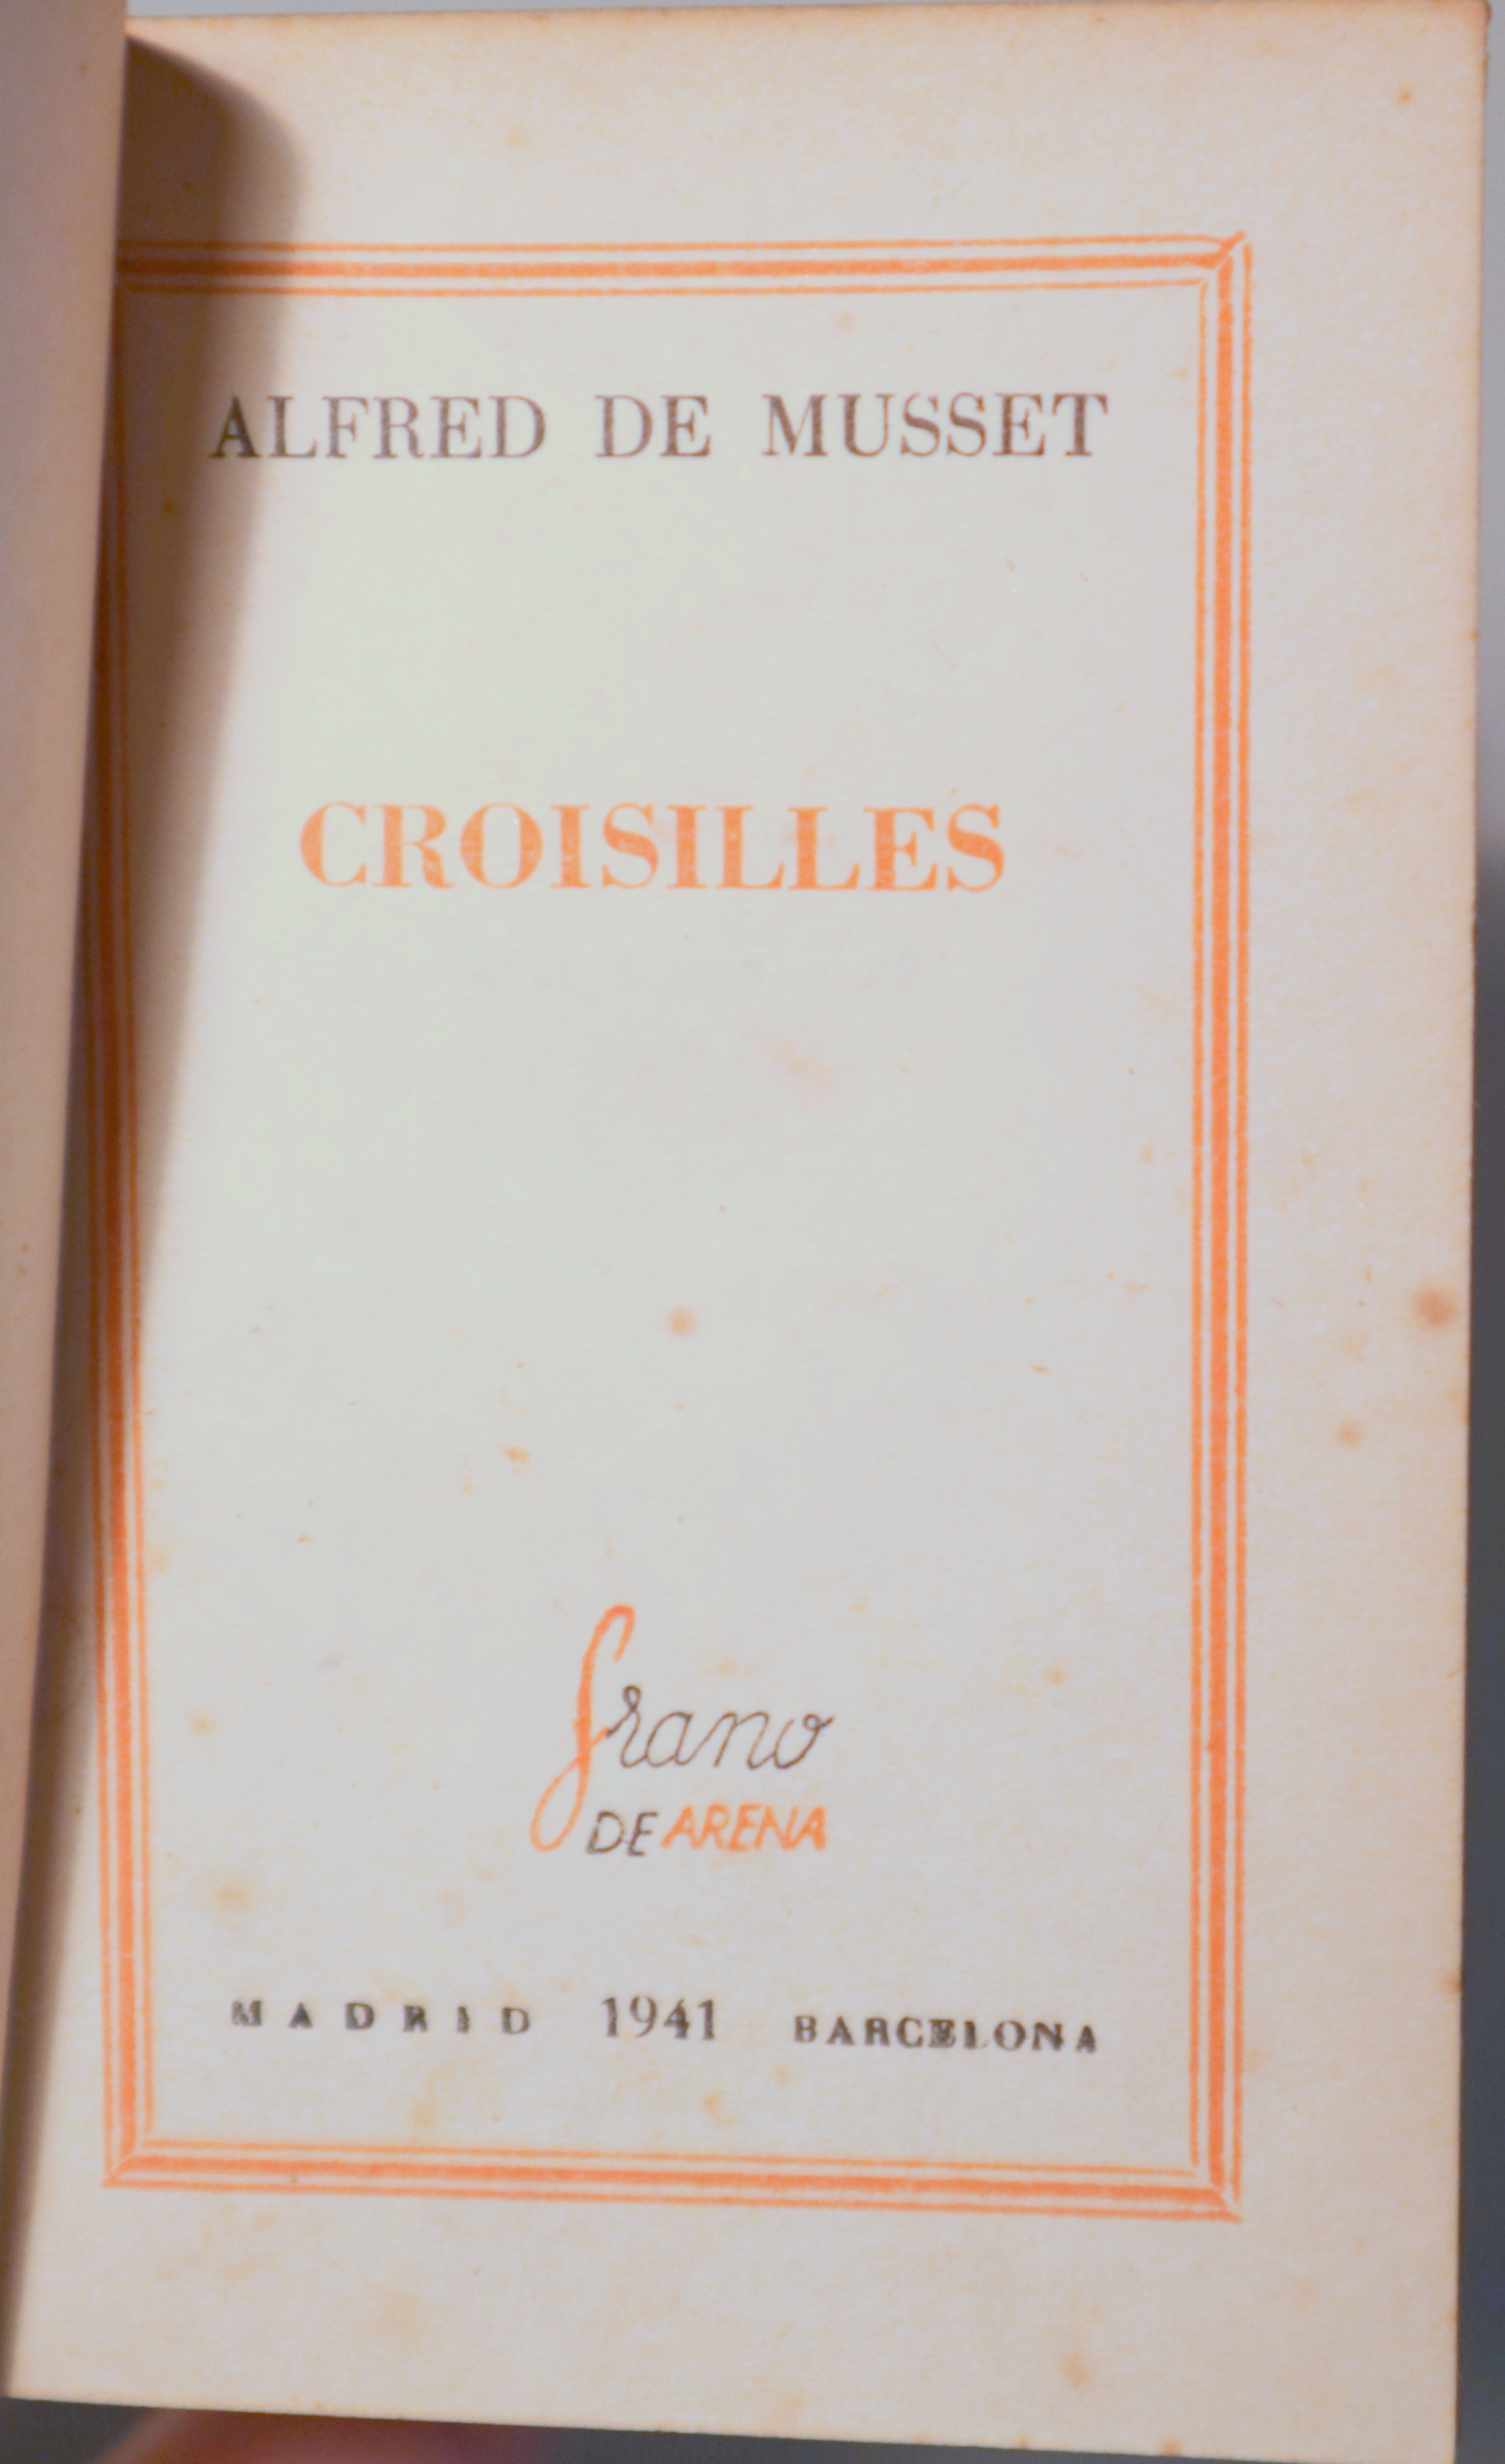 ALFRED DE MUSSET
CROISILLES
Grano
DE ARENA
MADRID 1941 BARCELONA